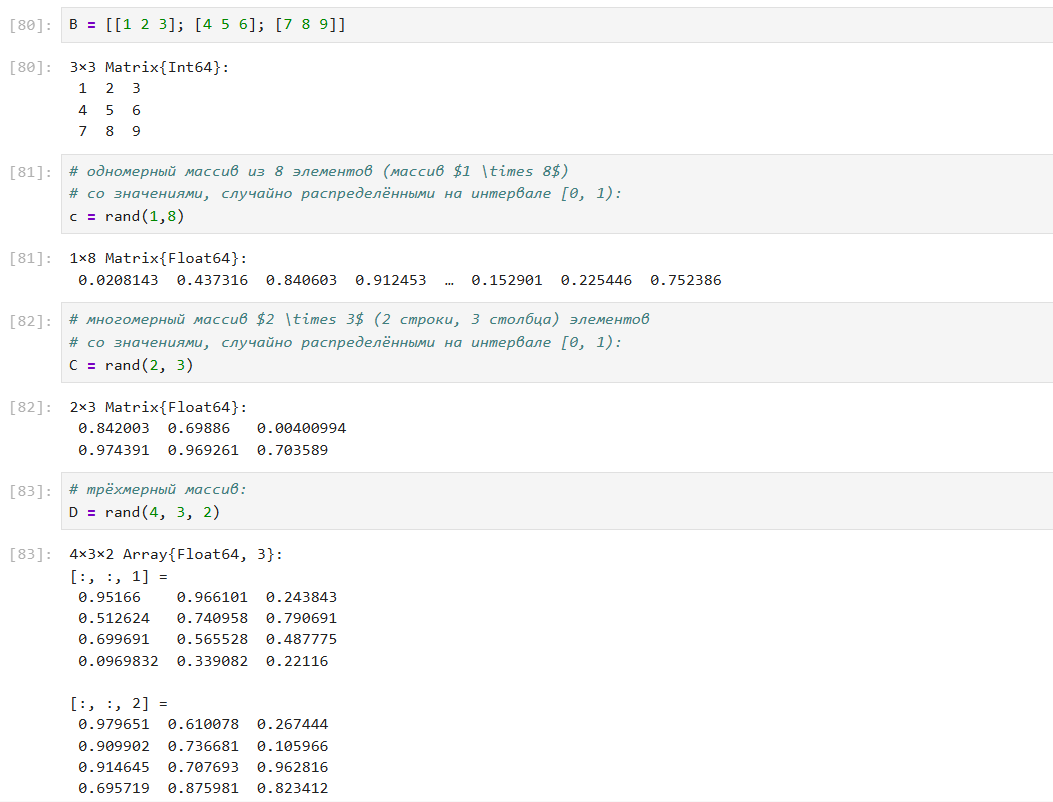 [80]: B = [[1 2 3]; [4 5 6]; [7 8 9]]
[80]: 3×3 Matrix{Int64}:
1 2 3
4 5 6
7 8 9
[81]: # одномерный массив из 8 элементов (массив $1 \times 8$)
# со значениями, случайно распределёнными на интервале [0, 1):
c = rand(1,8)
[81]: 1×8 Matrix{Float64}:
0.0208143 0.437316 0.840603 0.912453 … 0.152901 0.225446 0.752386
[82]: # многомерный массив $2 \times 3$ (2 строки, 3 столбца) элементов
# со значениями, случайно распределёнными на интервале [0, 1):
C = rand(2, 3)
[82]: 2×3 Matrix{Float64}:
0.842003 0.69886 0.00400994
0.974391 0.969261 0.703589
[83]: # трёхмерный массив:
D = rand(4, 3, 2)
[83]: 4×3×2 Array{Float64, 3}:
[:, :, 1] =
0.95166 0.966101 0.243843
0.512624 0.740958 0.790691
0.699691 0.565528 0.487775
0.0969832 0.339082 0.22116
[:, :, 2] =
0.979651 0.610078 0.267444
0.909902 0.736681 0.105966
0.914645 0.707693 0.962816
0.695719 0.875981 0.823412